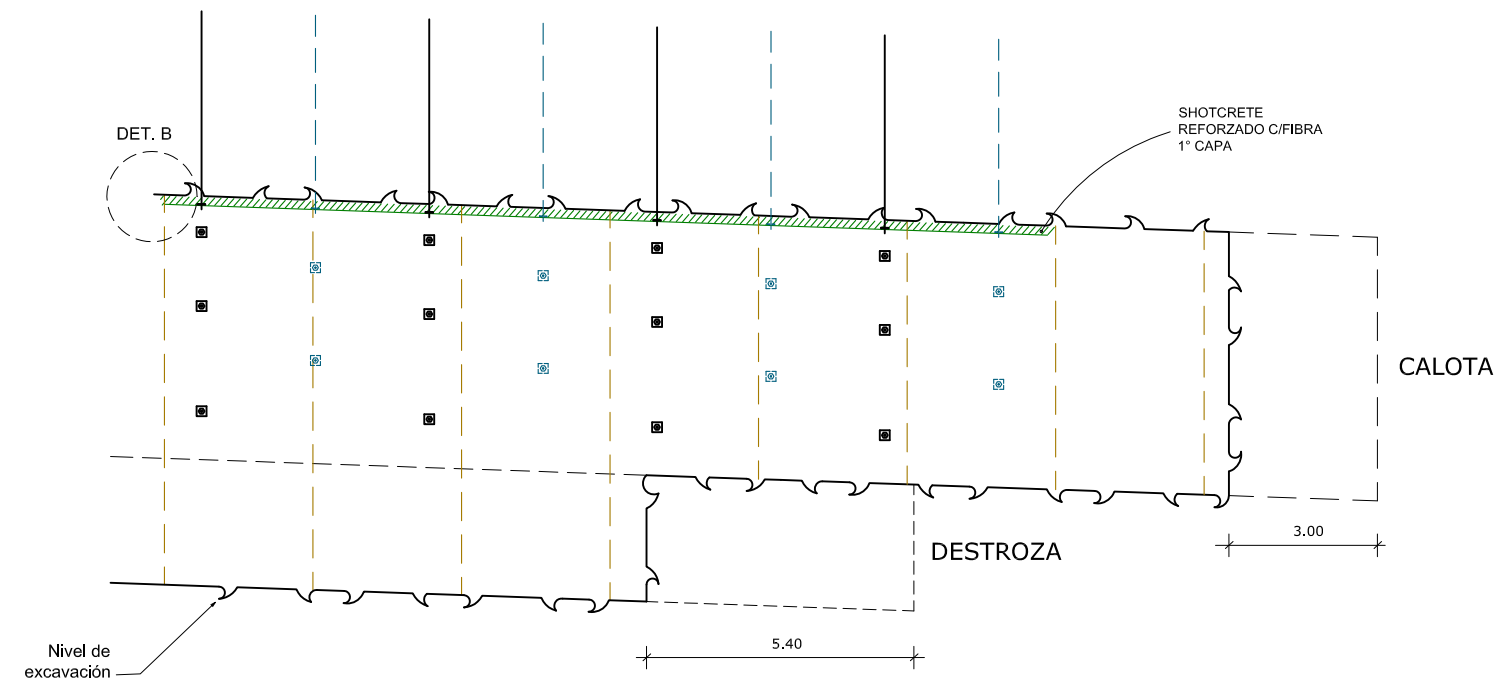 DET. B
SHOTCRETE
REFORZADO C/FIBRA
1° CAPA
CALOTA
3.00
DESTROZA
5.40
Nivel de
excavación